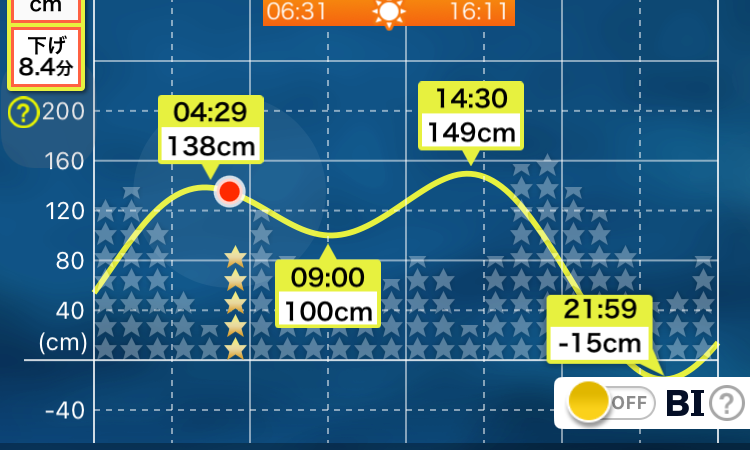 cm
06:31
16:11
下げ
8.4分
?
200
160
120
80
40
(cm)
-40
04:29
138cm
14:30
149cm
09:00
100cm
21:59
-15cm
OFF
BI
?